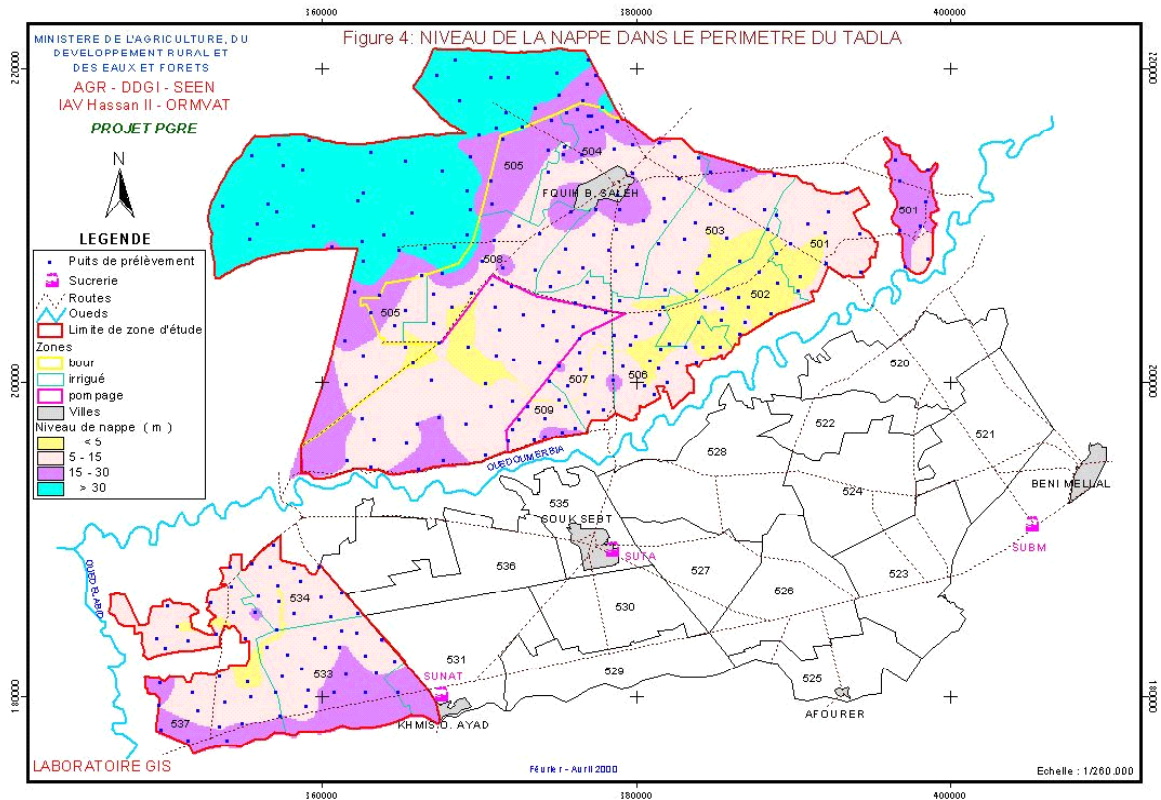 160000
180000
400000
Figure 4: NIVEAU DE LA NAPPE DANS LE PERIMETRE DU TADLA
MINISTERE DE L'AGRICULTURE, DU
DEVELOPPEMENT RURAL ET
DES EAUX ET FORETS
AGR - DDGI - SEEN
IAV Hassan II - ORMVAT
PROJET PGRE
N
LEGENDE
Puits de prélèvement
Sucrerie
Routes
Oueds
Limite de zone d'étude
Zones
bour
irrigué
pompage
Villes
Niveau de nappe ( m )
< 5
5 - 15
15 - 30
> 30
220000
200000
180000
220000
200000
180000
504
505
FQUIH B. SALEH
501
503
501
508
502
505
507
506
509
OUED OUM ERBIA
520
522
521
528
524
BENI MELLAL
535
SOUK SEBT
SUTA
SUBM
536
527
523
526
530
OUED EL ABID
534
531
529
533
525
SUNAT
537
KHMIS O. AYAD
AFOURER
LABORATOIRE GIS
Février - Avril 2000
Echelle : 1/260.000
160000
180000
400000